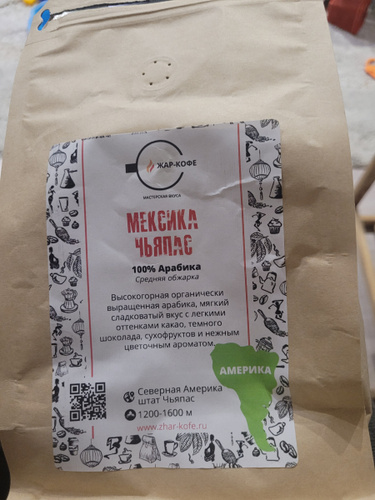 ЖАР-КОФЕ
МАСТЕРСКАЯ ВКУСА
МЕКСИКА
ЧЬЯПАС
100% Арабика
Средняя обжарка
Высокогорная органически
выращенная арабика, мягкий
сладковатый вкус с легкими
оттенками какао, темного
шоколада, сухофруктов и нежным
цветочным ароматом.
АМЕРИКА
Северная Америка
штат Чьяпас
1200-1600 м
www.zhar-kofe.ru